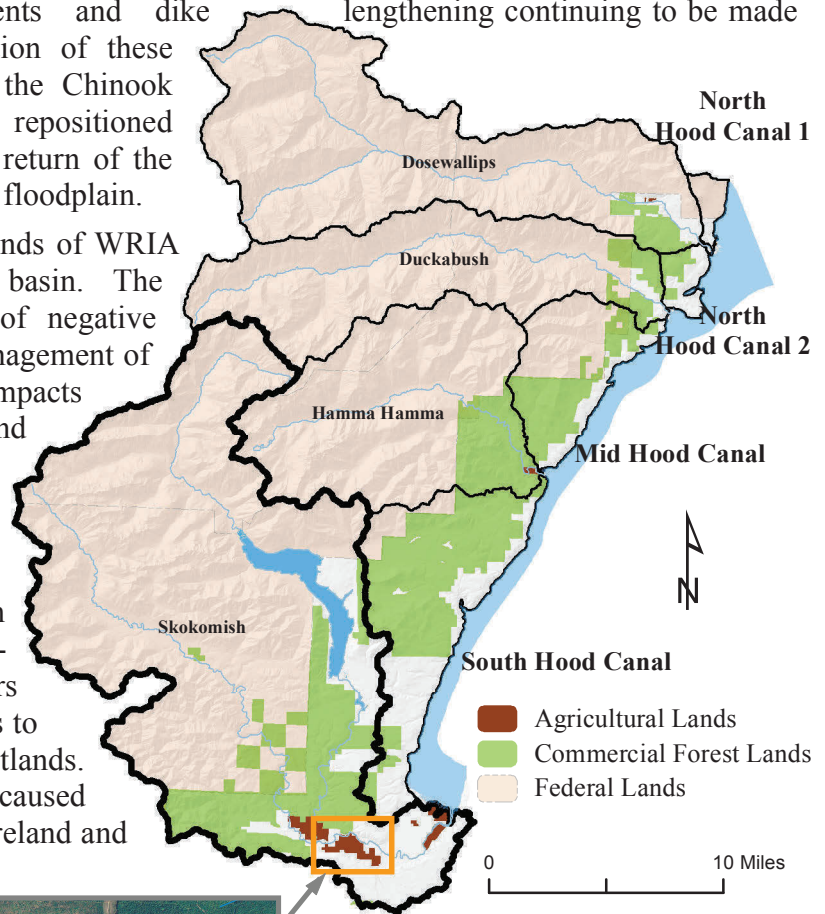 ents and dike
ion of these
the Chinook
repositioned
return of the
floodplain.
nds of WRIA
basin. The
of negative
nagement of
mpacts
nd
n
-
rs
s to
tlands.
caused
reland and
lengthening continuing to be made
North
Hood Canal 1
Dosewallips
Duckabush
North
Hood Canal 2
Hamma Hamma
Mid Hood Canal
N
Skokomish
South Hood Canal
Agricultural Lands
Commercial Forest Lands
Federal Lands
0 10 Miles